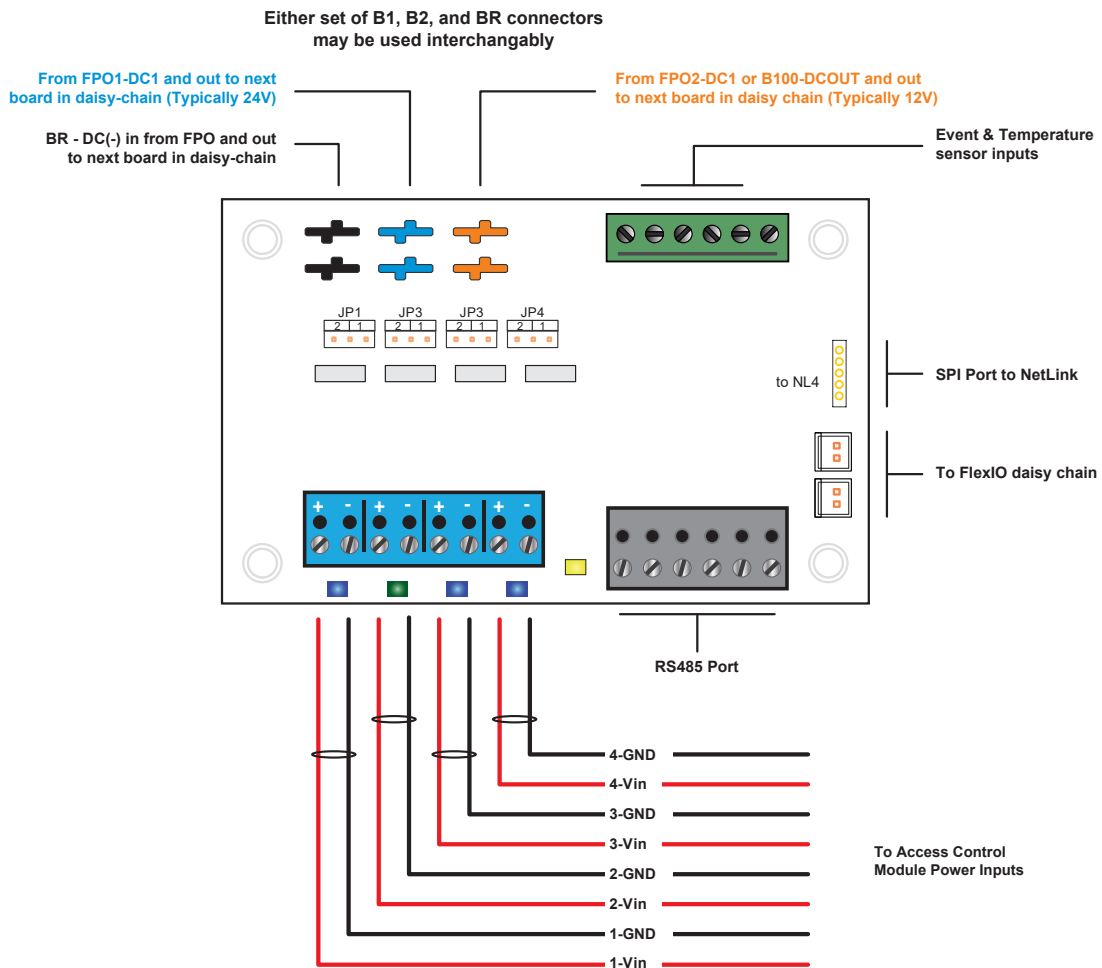 Either set of B1, B2, and BR connectors
may be used interchangably
From FPO1-DC1 and out to next
board in daisy-chain (Typically 24V)
From FPO2-DC1 or B100-DCOUT and out
to next board in daisy chain (Typically 12V)
BR - DC(-) in from FPO and out
to next board in daisy-chain
Event & Temperature
sensor inputs
JP1
JP3
JP3
JP4
2 1
2 1
2 1
2 1
to NL4
SPI Port to NetLink
To FlexIO daisy chain
+ - + - + - + -
RS485 Port
4-GND
4-Vin
3-GND
3-Vin
2-GND
2-Vin
1-GND
1-Vin
To Access Control
Module Power Inputs